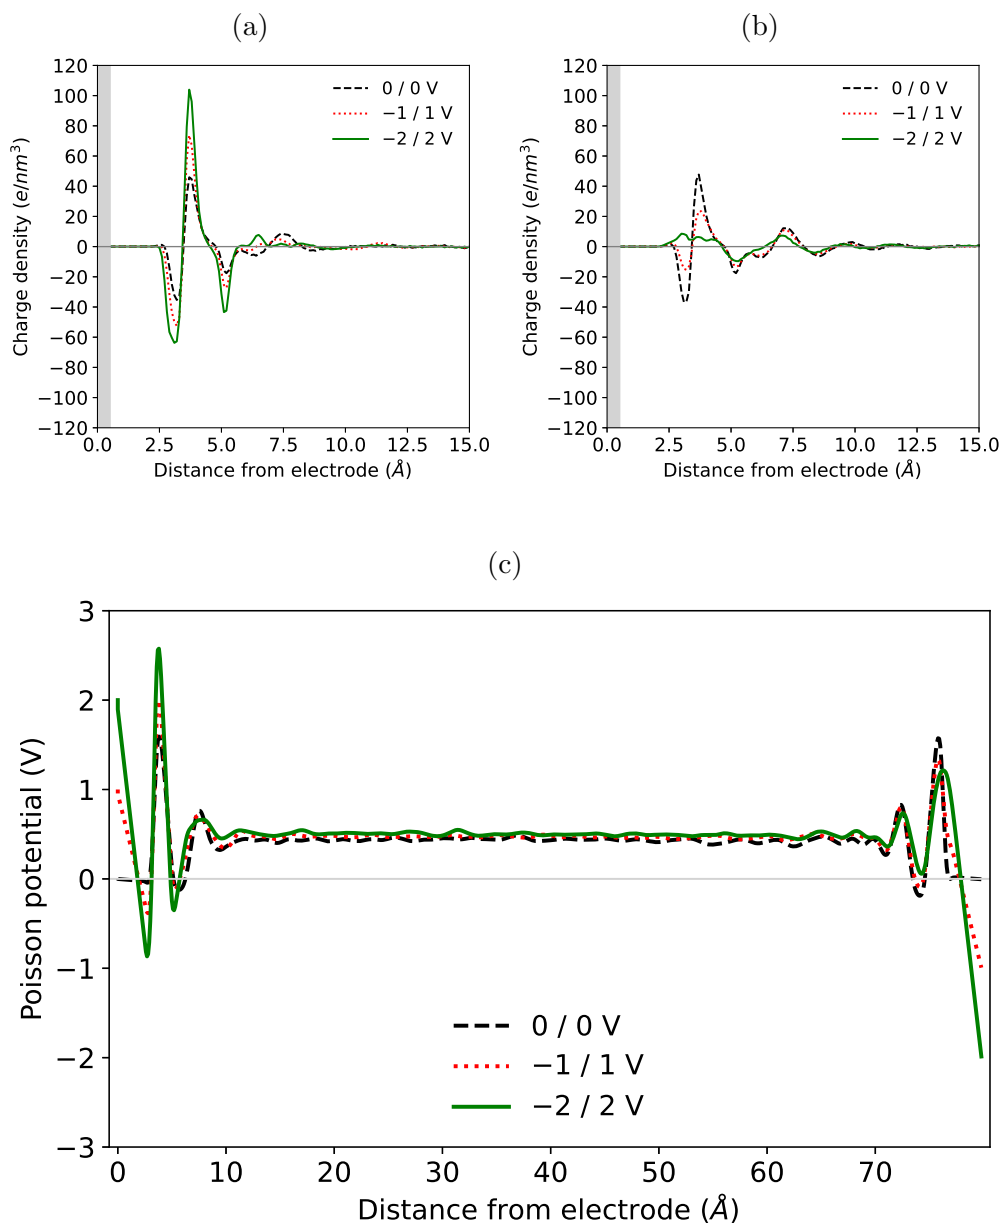 (a)
(b)
120
100
80
60
40
20
0
−20
−40
−60
−80
−100
−120
Charge density (e/nm³)
0 / 0 V
−1 / 1 V
−2 / 2 V
0.0 2.5 5.0 7.5 10.0 12.5 15.0
Distance from electrode (Å)
120
100
80
60
40
20
0
−20
−40
−60
−80
−100
−120
Charge density (e/nm³)
0 / 0 V
−1 / 1 V
−2 / 2 V
0.0 2.5 5.0 7.5 10.0 12.5 15.0
Distance from electrode (Å)
(c)
3
2
1
0
−1
−2
−3
Poisson potential (V)
0 / 0 V
−1 / 1 V
−2 / 2 V
0 10 20 30 40 50 60 70
Distance from electrode (Å)